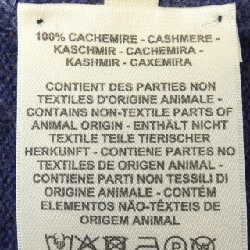 100% CACHEMIRE - CASHMERE -
KASCHMIR - CACHEMIRA -
KASHMIR - CAXEMIRA
CONTIENT DES PARTIES NON
TEXTILES D'ORIGINE ANIMALE -
CONTAINS NON-TEXTILE PARTS OF
ANIMAL ORIGIN - ENTHÄLT NICHT
TEXTILE TEILE TIERISCHER
HERKUNFT - CONTIENE PARTES NO
TEXTILES DE ORIGEN ANIMAL -
CONTIENE PARTI NON TESSILI DI
ORIGINE ANIMALE - CONTÉM
ELEMENTOS NÃO-TÊXTEIS DE
ORIGEM ANIMAL